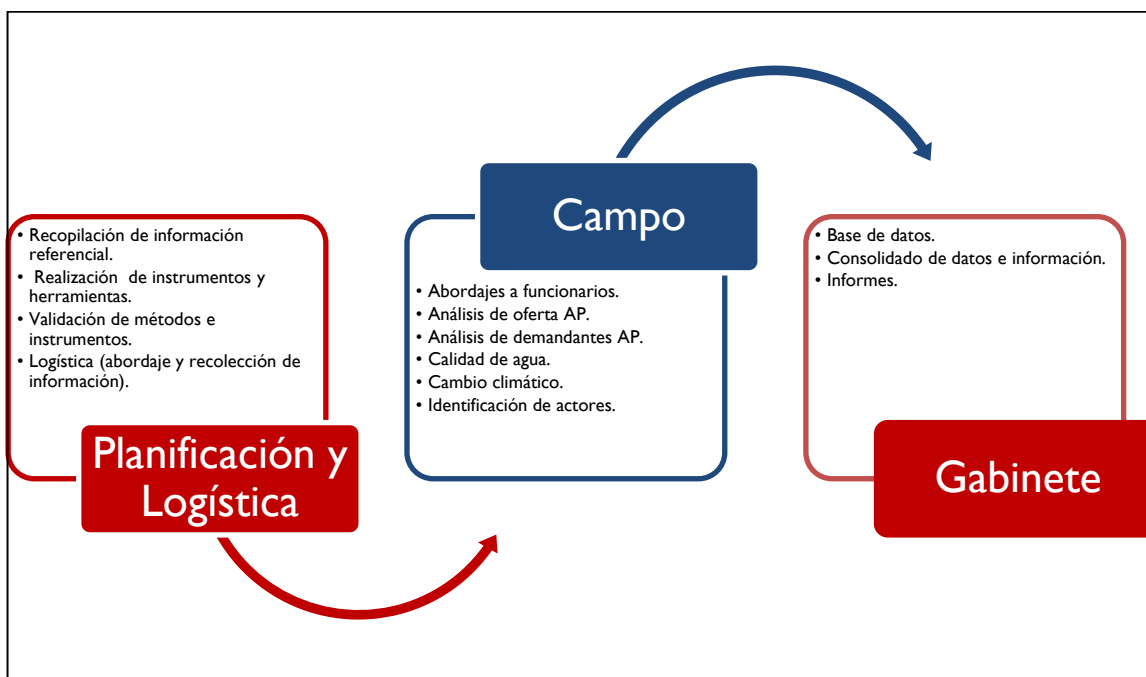 • Recopilación de información
referencial.
• Realización de instrumentos y
herramientas.
• Validación de métodos e
instrumentos.
• Logística (abordaje y recolección de
información).
Planificación y
Logística
Campo
• Abordajes a funcionarios.
• Análisis de oferta AP.
• Análisis de demandantes AP.
• Calidad de agua.
• Cambio climático.
• Identificación de actores.
• Base de datos.
• Consolidado de datos e información.
• Informes.
Gabinete